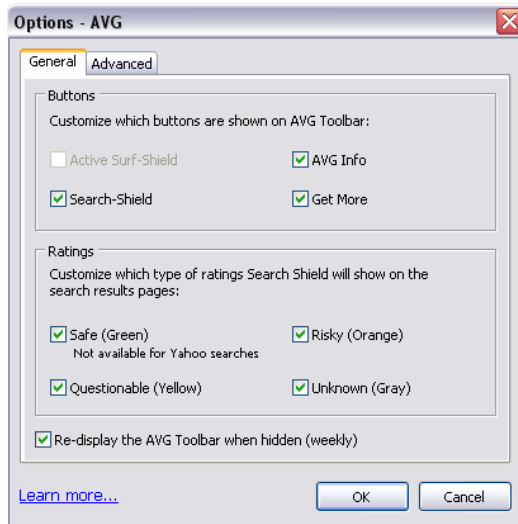 Options - AVG
General Advanced
Buttons
Customize which buttons are shown on AVG Toolbar:
Active Surf-Shield AVG Info
Search-Shield Get More
Ratings
Customize which type of ratings Search Shield will show on the
search results pages:
Safe (Green) Risky (Orange)
Not available for Yahoo searches
Questionable (Yellow) Unknown (Gray)
Re-display the AVG Toolbar when hidden (weekly)
Learn more... OK Cancel